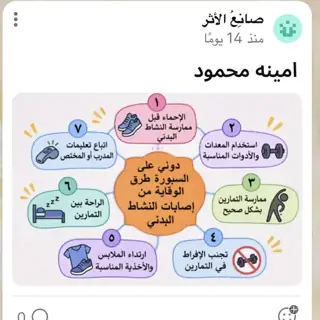 صانِعُ الأثر
منذ 14 يومًا
امينه محمود
١
الإحماء قبل
ممارسة النشاط
البدني
٢
استخدام المعدات
والأدوات المناسبة
٣
ممارسة التمارين
بشكل صحيح
٤
تجنب الإفراط
في التمارين
٥
ارتداء الملابس
والأحذية المناسبة
٦
الراحة بين
التمارين
٧
اتباع تعليمات
المدرب أو المختص
دوني على
السبورة طرق
الوقاية من
إصابات النشاط
البدني
0